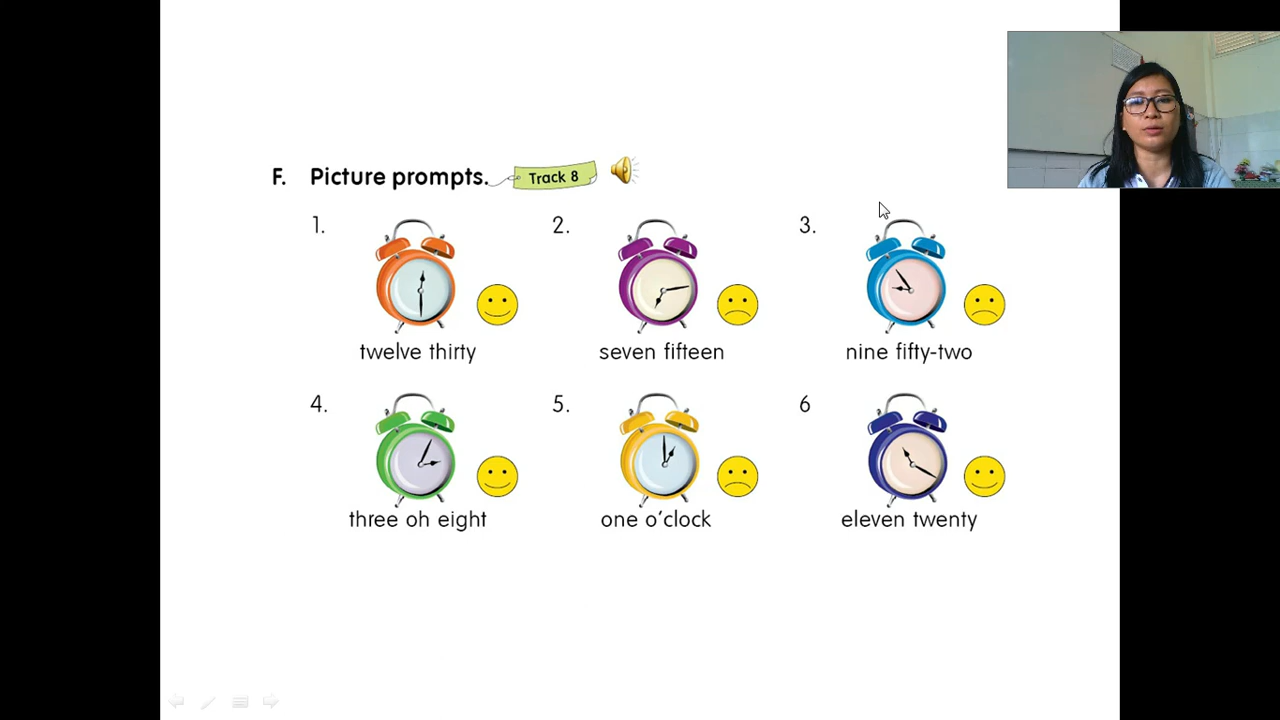 F. Picture prompts. Track 8
1. 2. 3.
twelve thirty seven fifteen nine fifty-two
4. 5. 6
three oh eight one o'clock eleven twenty